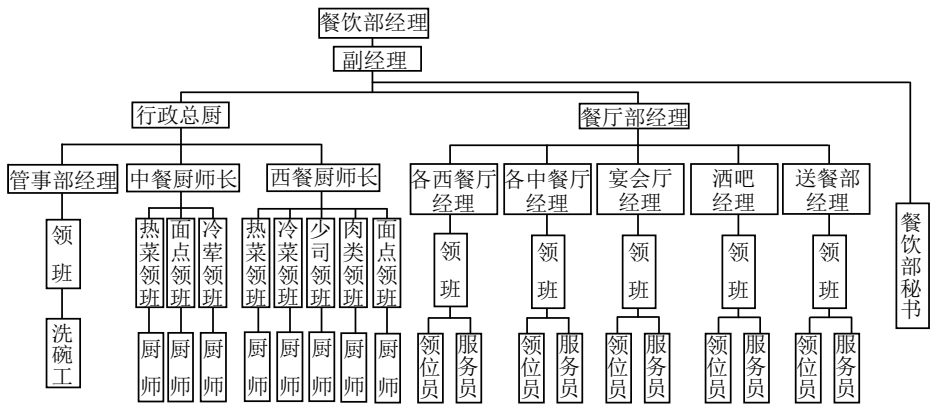 餐饮部经理
副经理
行政总厨
餐厅部经理
管事部经理
中餐厨师长
西餐厨师长
各西餐厅
经理
各中餐厅
经理
宴会厅
经理
洒吧
经理
送餐部
经理
餐饮部秘书
领班
热菜领班
面点领班
冷荤领班
热菜领班
冷菜领班
少司领班
肉类领班
面点领班
领班
领班
领班
领班
领班
洗碗工
厨师
厨师
厨师
厨师
厨师
厨师
厨师
厨师
领位员
服务员
领位员
服务员
领位员
服务员
领位员
服务员
领位员
服务员